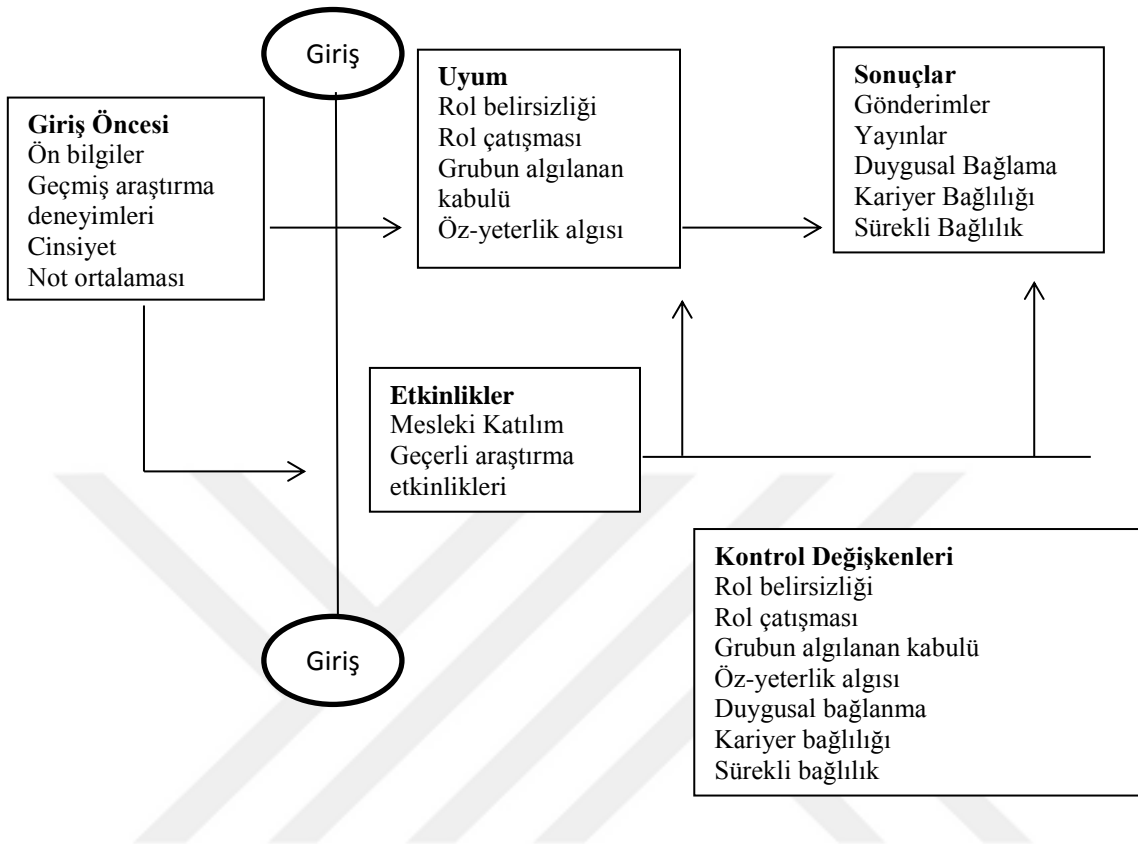 Giriş
Giriş Öncesi
Ön bilgiler
Geçmiş araştırma
deneyimleri
Cinsiyet
Not ortalaması
Uyum
Rol belirsizliği
Rol çatışması
Grubun algılanan
kabulü
Öz-yeterlik algısı
Sonuçlar
Gönderimler
Yayınlar
Duygusal Bağlama
Kariyer Bağlılığı
Sürekli Bağlılık
Etkinlikler
Mesleki Katılım
Geçerli araştırma
etkinlikleri
Giriş
Kontrol Değişkenleri
Rol belirsizliği
Rol çatışması
Grubun algılanan kabulü
Öz-yeterlik algısı
Duygusal bağlanma
Kariyer bağlılığı
Sürekli bağlılık